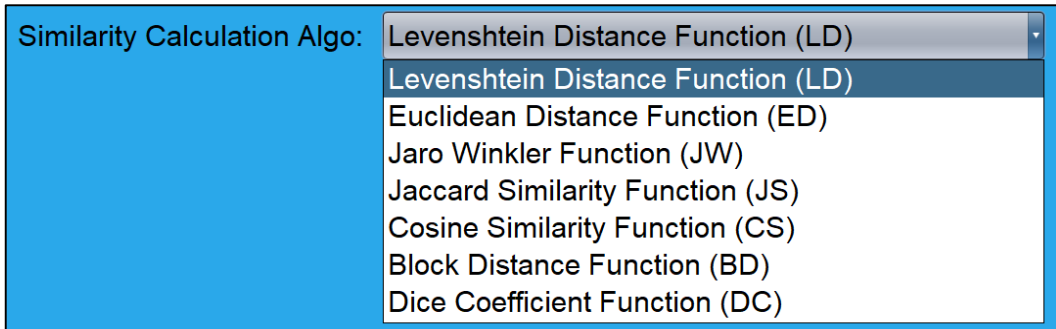 Similarity Calculation Algo: Levenshtein Distance Function (LD)
Levenshtein Distance Function (LD)
Euclidean Distance Function (ED)
Jaro Winkler Function (JW)
Jaccard Similarity Function (JS)
Cosine Similarity Function (CS)
Block Distance Function (BD)
Dice Coefficient Function (DC)